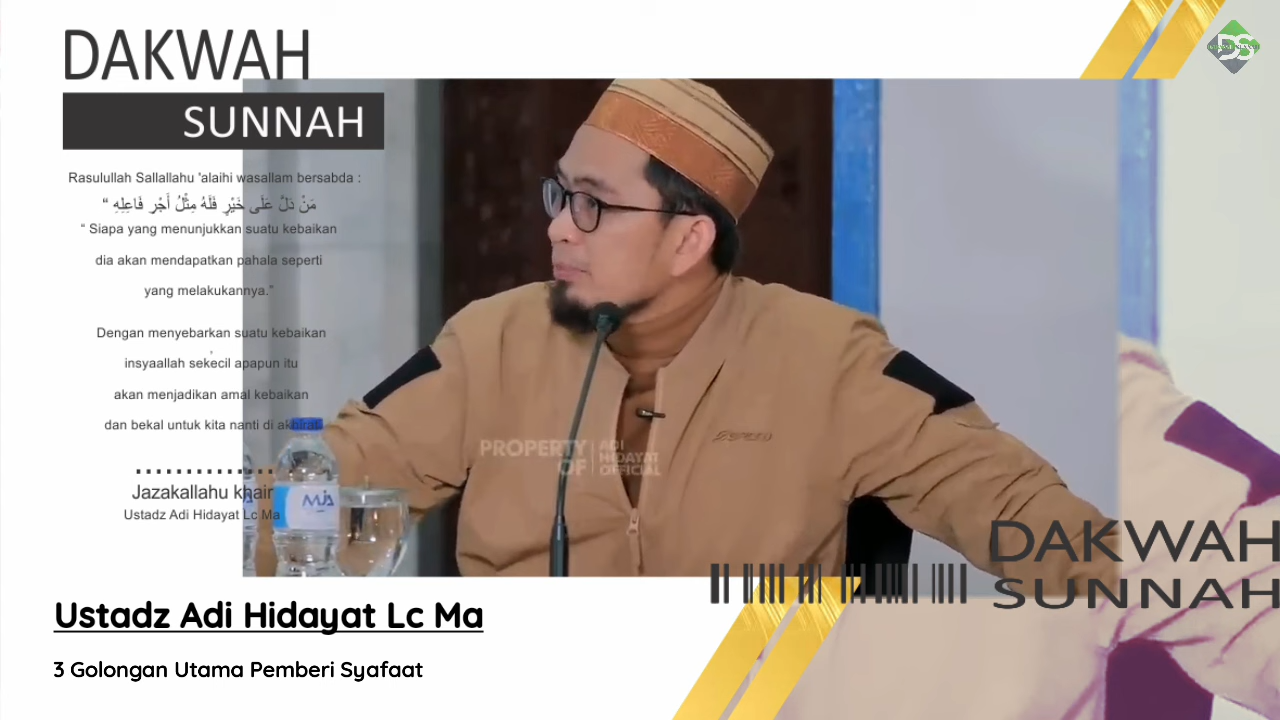 DAKWAH
SUNNAH
Rasulullah Sallallahu 'alaihi wasallam bersabda :
مَنْ دَلَّ عَلَى خَيْرٍ فَلَهُ مِثْلُ أَجْرِ فَاعِلِهِ “
“ Siapa yang menunjukkan suatu kebaikan
dia akan mendapatkan pahala seperti
yang melakukannya.”
Dengan menyebarkan suatu kebaikan
insyaallah sekecil apapun itu
akan menjadikan amal kebaikan
dan bekal untuk kita nanti di akhirat
Jazakallahu khair
Ustadz Adi Hidayat Lc Ma
PROPERTY OF
ADI HIDAYAT OFFICIAL
MJA
DAKWAH
SUNNAH
Ustadz Adi Hidayat Lc Ma
3 Golongan Utama Pemberi Syafaat
DS